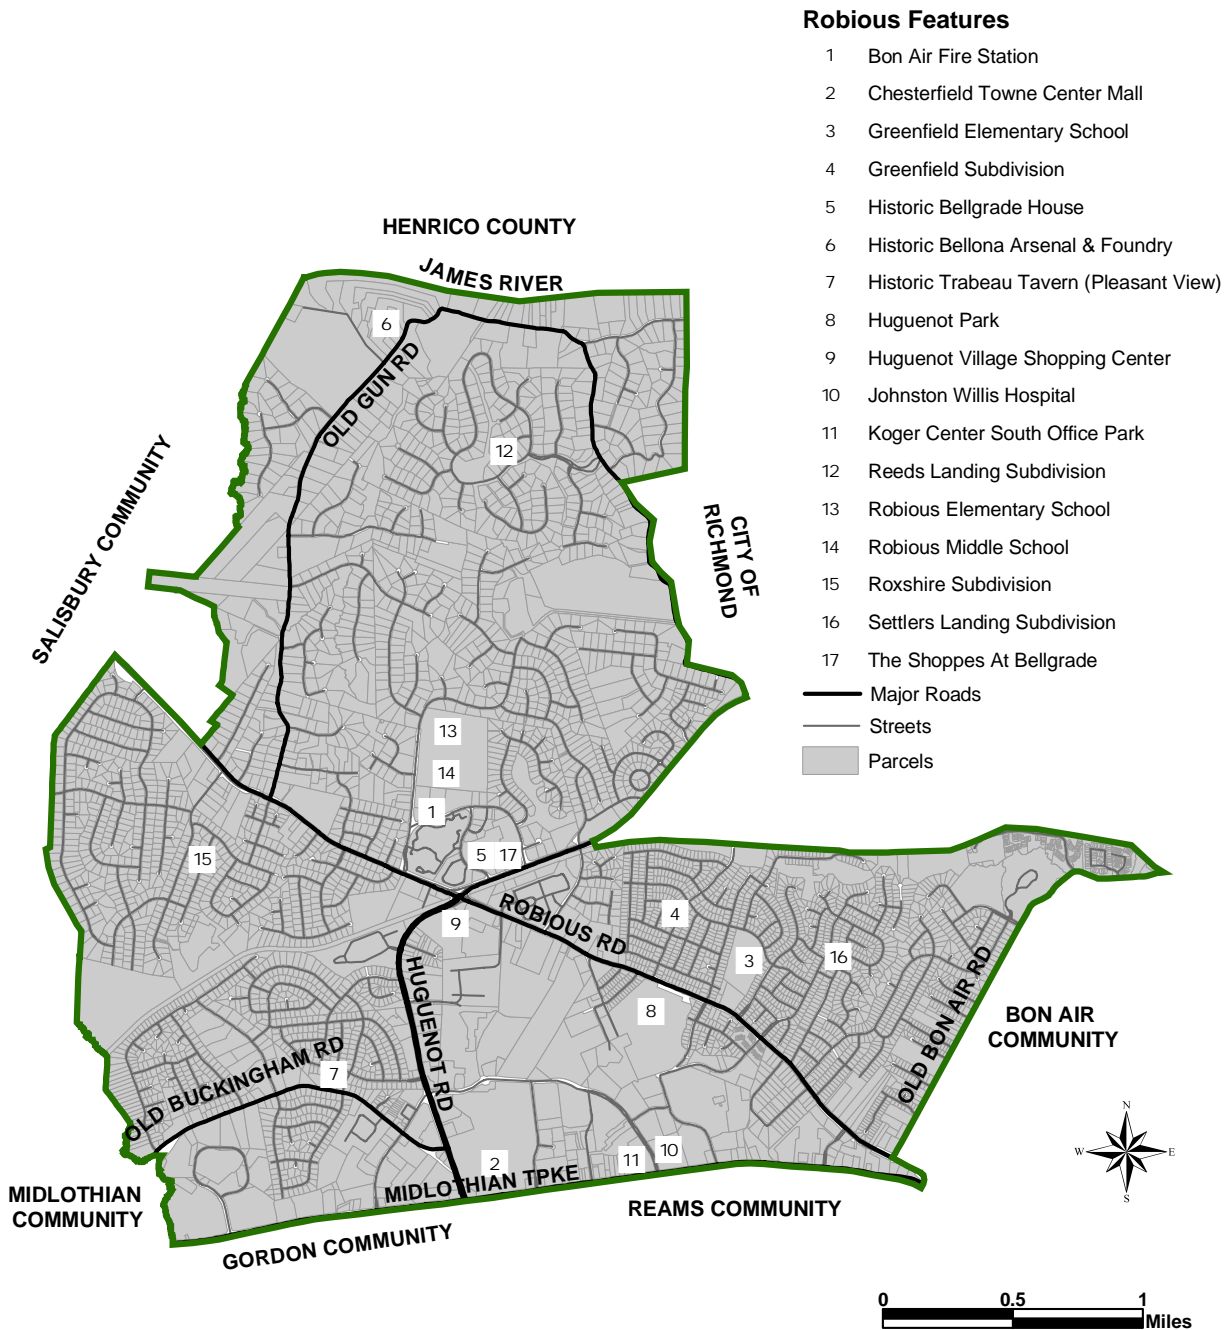 Robious Features
1 Bon Air Fire Station
2 Chesterfield Towne Center Mall
3 Greenfield Elementary School
4 Greenfield Subdivision
5 Historic Bellgrade House
6 Historic Bellona Arsenal & Foundry
7 Historic Trabeau Tavern (Pleasant View)
8 Huguenot Park
9 Huguenot Village Shopping Center
10 Johnston Willis Hospital
11 Koger Center South Office Park
12 Reeds Landing Subdivision
13 Robious Elementary School
14 Robious Middle School
15 Roxshire Subdivision
16 Settlers Landing Subdivision
17 The Shoppes At Bellgrade
Major Roads
Streets
Parcels
HENRICO COUNTY
JAMES RIVER
6
OLD GUN RD
12
SALISBURY COMMUNITY
CITY OF
RICHMOND
13
14
1
15
5
17
9
ROBIOUS RD
4
3
16
8
HUGUENOT RD
OLD BON AIR RD
BON AIR
COMMUNITY
OLD BUCKINGHAM RD
7
2
11
10
MIDLOTHIAN TPKE
MIDLOTHIAN
COMMUNITY
GORDON COMMUNITY
REAMS COMMUNITY
N
W
E
S
0 0.5 1
Miles